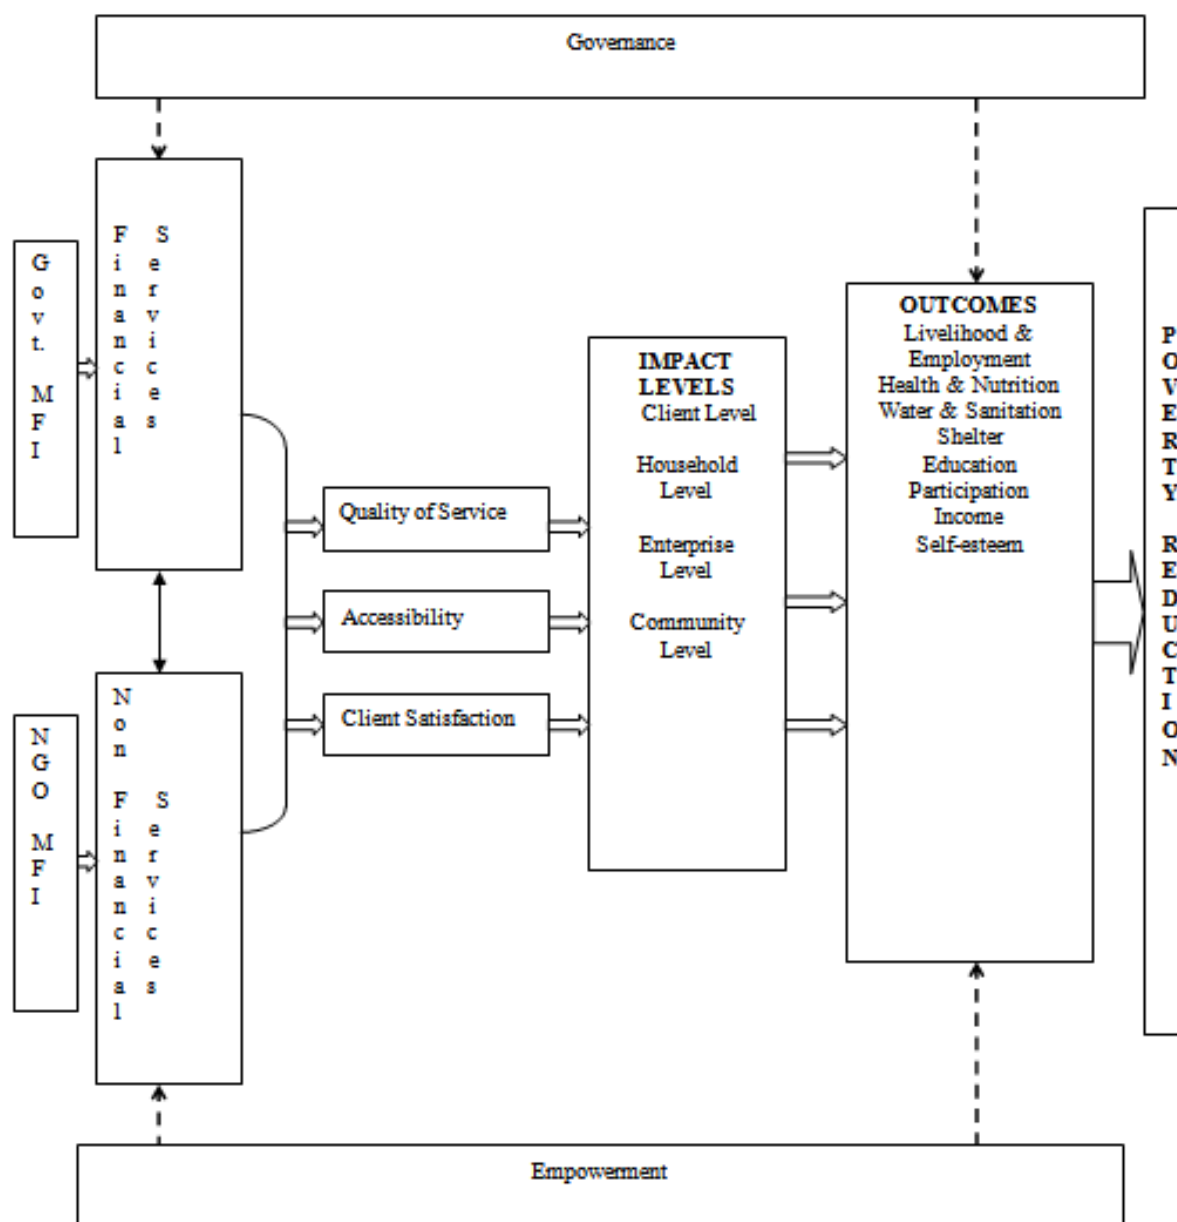 Governance
Govt. MFI
Financial
Services
NGO MFI
Non Financial
Services
Quality of Service
Accessibility
Client Satisfaction
IMPACT
LEVELS
Client Level
Household
Level
Enterprise
Level
Community
Level
OUTCOMES
Livelihood &
Employment
Health & Nutrition
Water & Sanitation
Shelter
Education
Participation
Income
Self-esteem
POVERTY REDUCTION
Empowerment